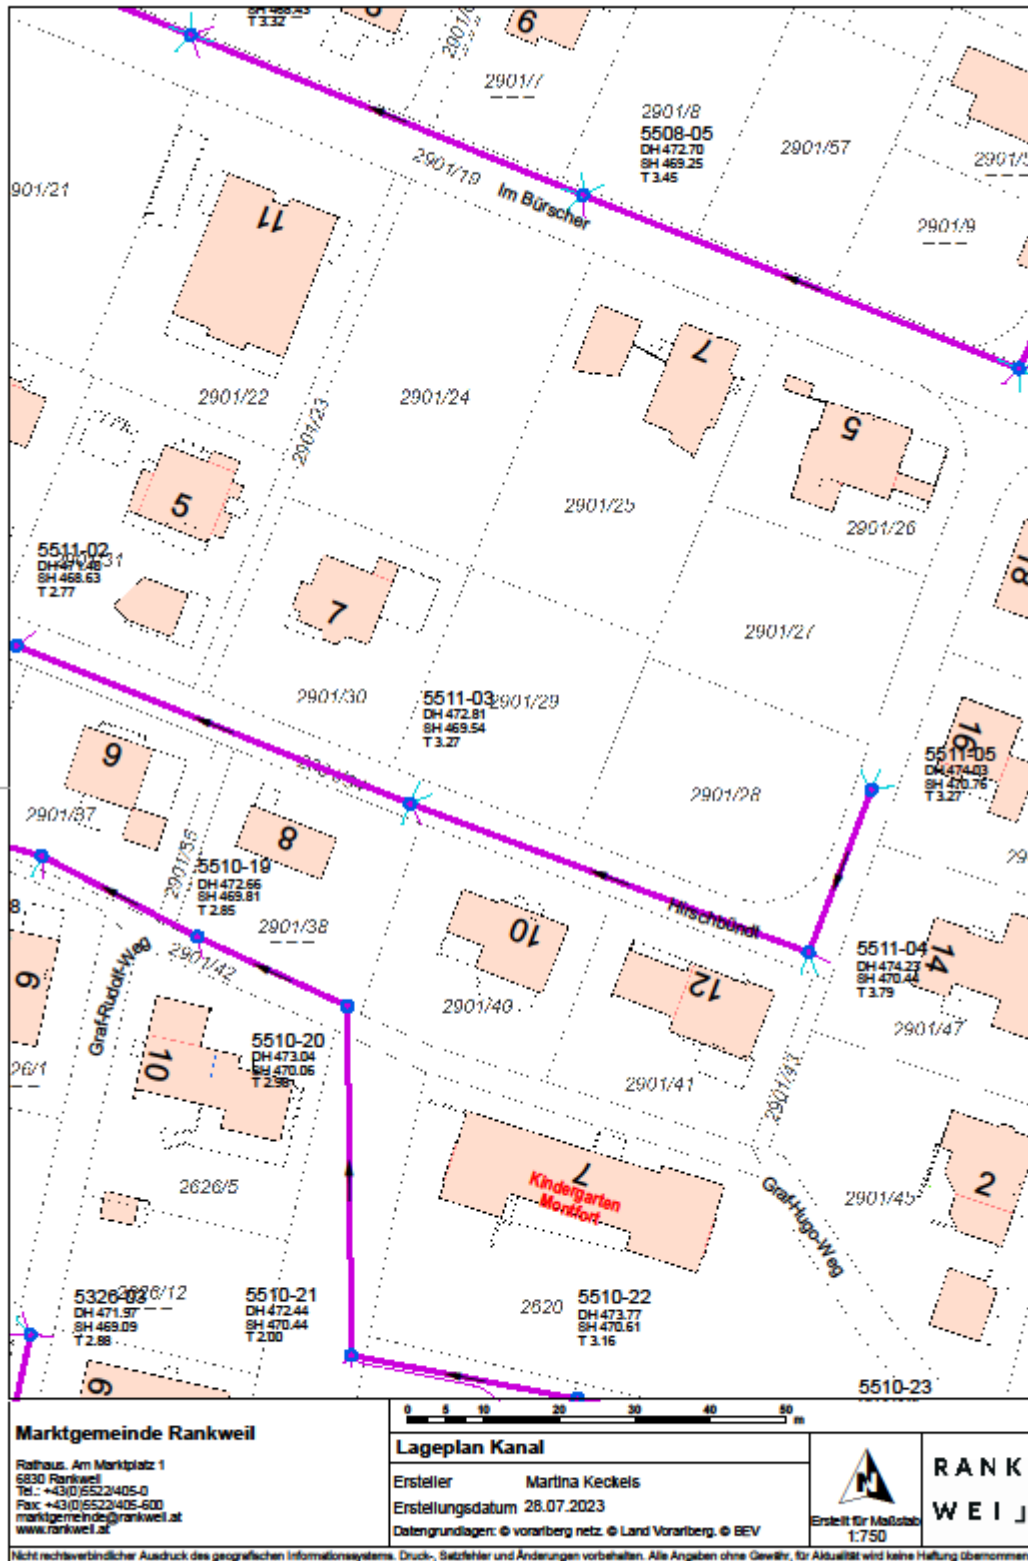 T 3.32
2901/7
2901/8
5508-05
DH 472.70
SH 469.25
T 3.45
2901/57
2901/9
2901/19
Im Bürscher
901/21
11
9
7
5
2901/22
2901/23
2901/24
2901/25
2901/26
18
5
5511-02
SH 468.63
T 2.77
7
2901/27
2901/30
5511-03
DH 472.81
SH 469.54
T 3.27
2901/29
16
5511-05
DH 474.03
SH 470.76
T 3.27
2901/28
6
2901/37
8
2901/35
5510-19
DH 472.66
SH 469.81
T 2.85
2901/38
2901/42
Hirschbündt
10
12
14
5511-04
DH 474.23
SH 470.44
T 3.79
2901/40
2901/41
2901/47
2901/43
Graf-Rudolf-Weg
9
26/1
10
5510-20
DH 473.04
SH 470.06
T 2.98
7
Kindergarten
Montfort
2626/5
Graf-Hugo-Weg
2901/45
2
5326-03
DH 471.97
SH 469.09
T 2.88
2626/12
5510-21
DH 472.44
SH 470.44
T 2.00
2620
5510-22
DH 473.77
SH 470.61
T 3.16
5510-23
9
0 5 10 20 30 40 50 m
Marktgemeinde Rankweil
Rathaus, Am Marktplatz 1
6830 Rankweil
Tel.: +43(0)5522/405-0
Fax: +43(0)5522/405-600
marktgemeinde@rankweil.at
www.rankweil.at
Lageplan Kanal
Ersteller Martina Keckeis
Erstellungsdatum 28.07.2023
Datengrundlagen: © vorarlberg netz, © Land Vorarlberg, © BEV
N
Erstellt für Maßstab
1:750
RANK
WEIL
Nicht rechtsverbindlicher Ausdruck des geografischen Informationssystems. Druck-, Satzfehler und Änderungen vorbehalten. Alle Angaben ohne Gewähr, für Aktualität wird keine Haftung übernommen